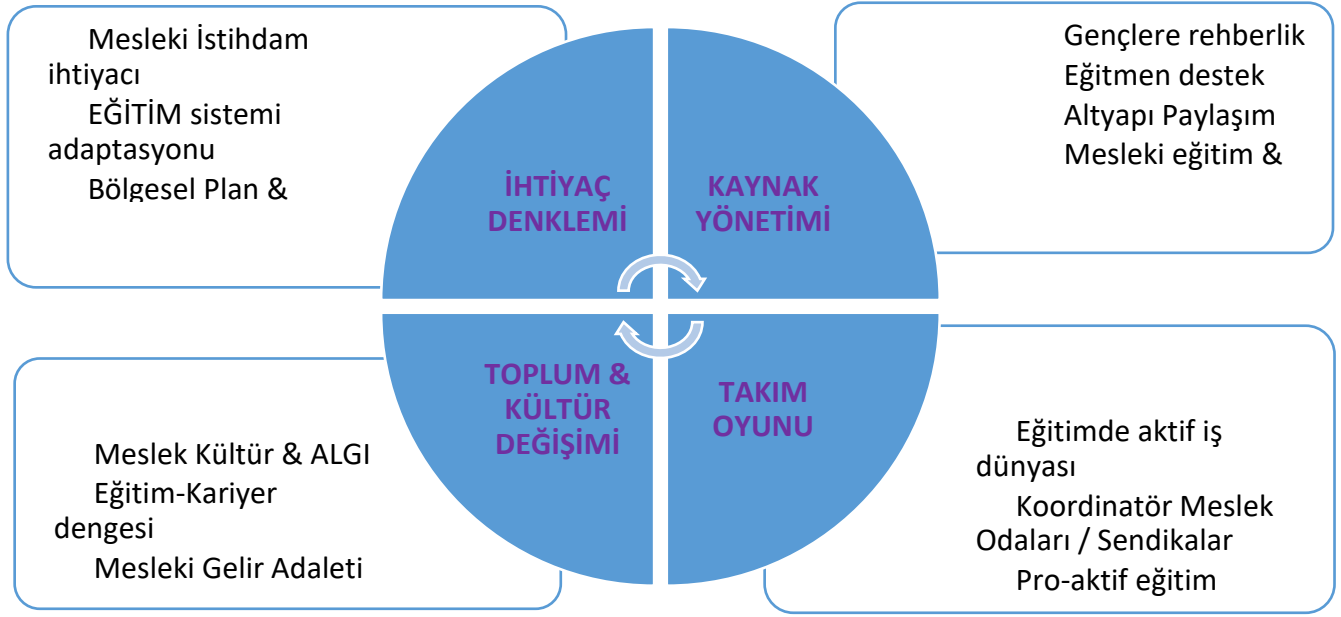 Mesleki İstihdam
ihtiyacı
EĞİTİM sistemi
adaptasyonu
Bölgesel Plan &
Gençlere rehberlik
Eğitmen destek
Altyapı Paylaşım
Mesleki eğitim &
İHTİYAÇ
DENKLEMİ
KAYNAK
YÖNETİMİ
TOPLUM &
KÜLTÜR
DEĞİŞİMİ
TAKIM
OYUNU
Meslek Kültür & ALGI
Eğitim-Kariyer
dengesi
Mesleki Gelir Adaleti
Eğitimde aktif iş
dünyası
Koordinatör Meslek
Odaları / Sendikalar
Pro-aktif eğitim